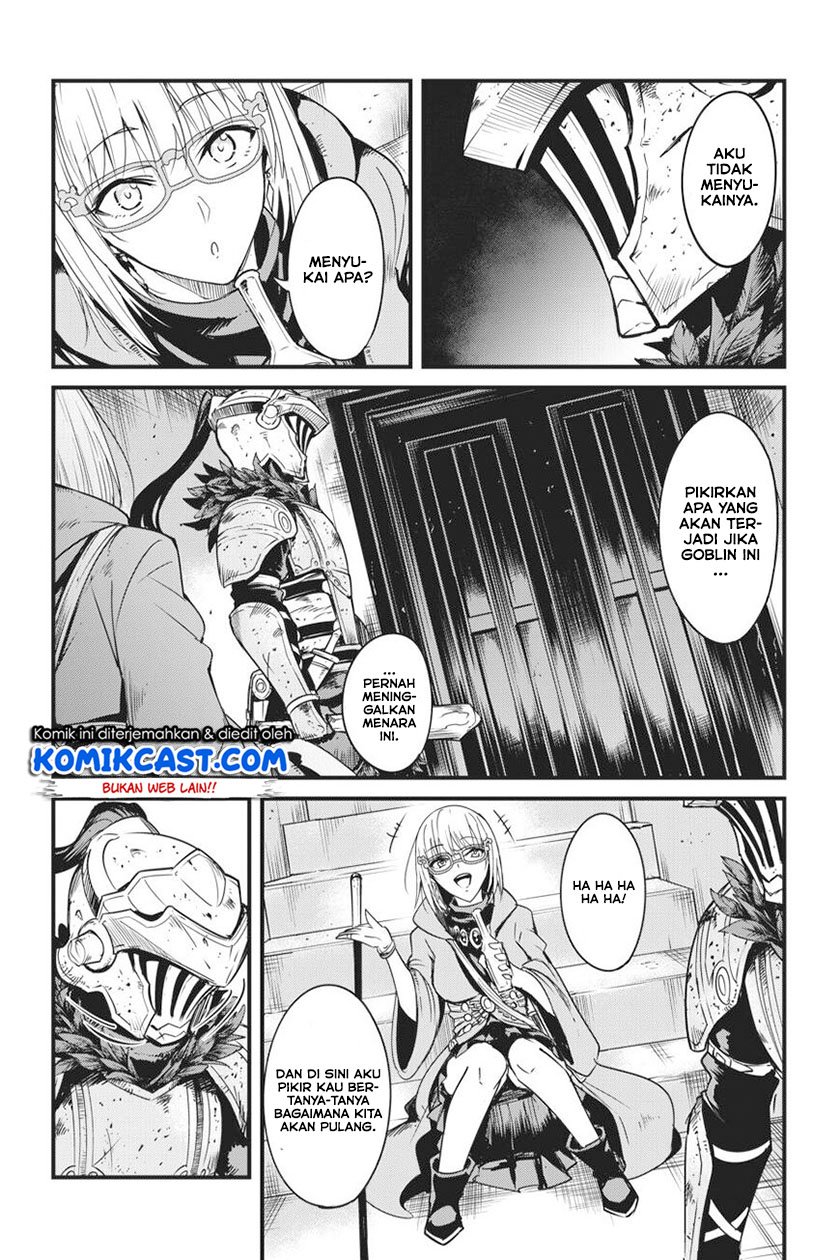 AKU
TIDAK
MENYU-
KAINYA.
MENYU-
KAI APA?
PIKIRKAN
APA YANG
AKAN TER-
JADI JIKA
GOBLIN INI
...
...
PERNAH
MENING-
GALKAN
MENARA
INI.
Komik ini diterjemahkan & diedit oleh
KOMIKCAST.COM
BUKAN WEB LAIN!!
HA HA HA
HA HA!
DAN DI SINI AKU
PIKIR KAU BER-
TANYA-TANYA
BAGAIMANA KITA
AKAN PULANG.